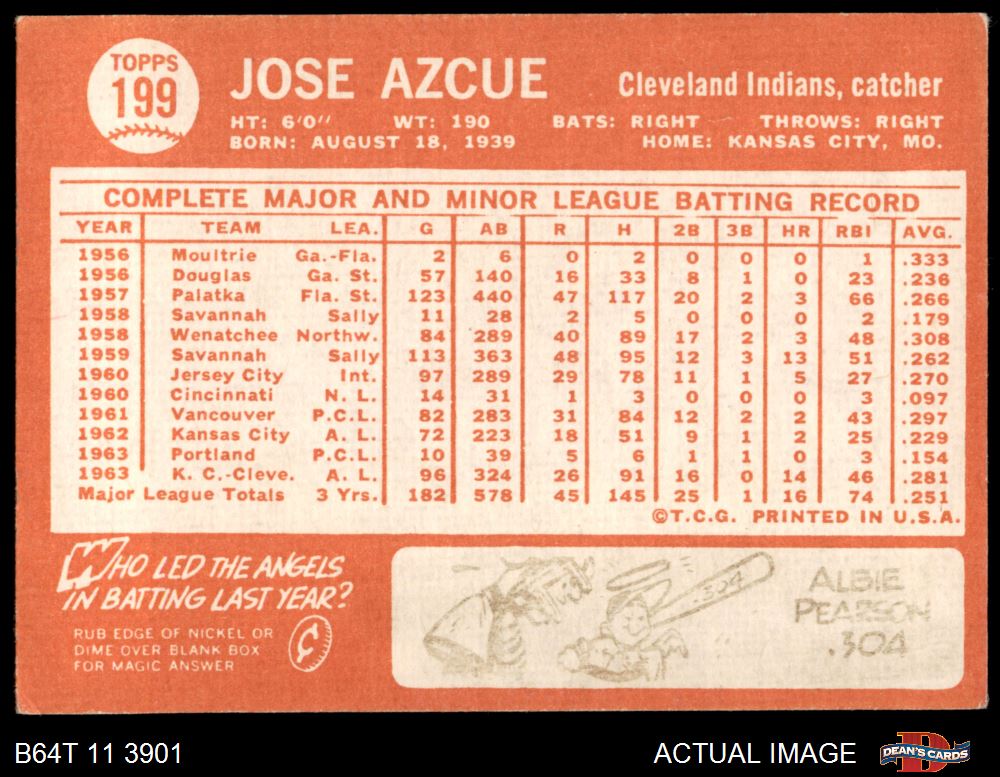 TOPPS
199
JOSE AZCUE
Cleveland Indians, catcher
HT: 6'0" WT: 190 BATS: RIGHT THROWS: RIGHT
BORN: AUGUST 18, 1939 HOME: KANSAS CITY, MO.
COMPLETE MAJOR AND MINOR LEAGUE BATTING RECORD
YEAR TEAM LEA. G AB R H 2B 3B HR RBI AVG.
1956 Moultrie Ga.-Fla. 2 6 0 2 0 0 0 1 .333
1956 Douglas Ga. St. 57 140 16 33 8 1 0 23 .236
1957 Palatka Fla. St. 123 440 47 117 20 2 3 66 .266
1958 Savannah Sally 11 28 2 5 0 0 0 2 .179
1958 Wenatchee Northw. 84 289 40 89 17 2 3 48 .308
1959 Savannah Sally 113 363 48 95 12 3 13 51 .262
1960 Jersey City Int. 97 289 29 78 11 1 5 27 .270
1960 Cincinnati N. L. 14 31 1 3 0 0 0 3 .097
1961 Vancouver P.C.L. 82 283 31 84 12 2 2 43 .297
1962 Kansas City A. L. 72 223 18 51 9 1 2 25 .229
1963 Portland P.C.L. 10 39 5 6 1 1 0 3 .154
1963 K. C.-Cleve. A. L. 96 324 26 91 16 0 14 46 .281
Major League Totals 3 Yrs. 182 578 45 145 25 1 16 74 .251
©T.C.G. PRINTED IN U.S.A.
WHO LED THE ANGELS
IN BATTING LAST YEAR?
RUB EDGE OF NICKEL OR
DIME OVER BLANK BOX
FOR MAGIC ANSWER
¢
304
ALBIE
PEARSON
.304
B64T 11 3901
ACTUAL IMAGE
D
DEAN'S CARDS